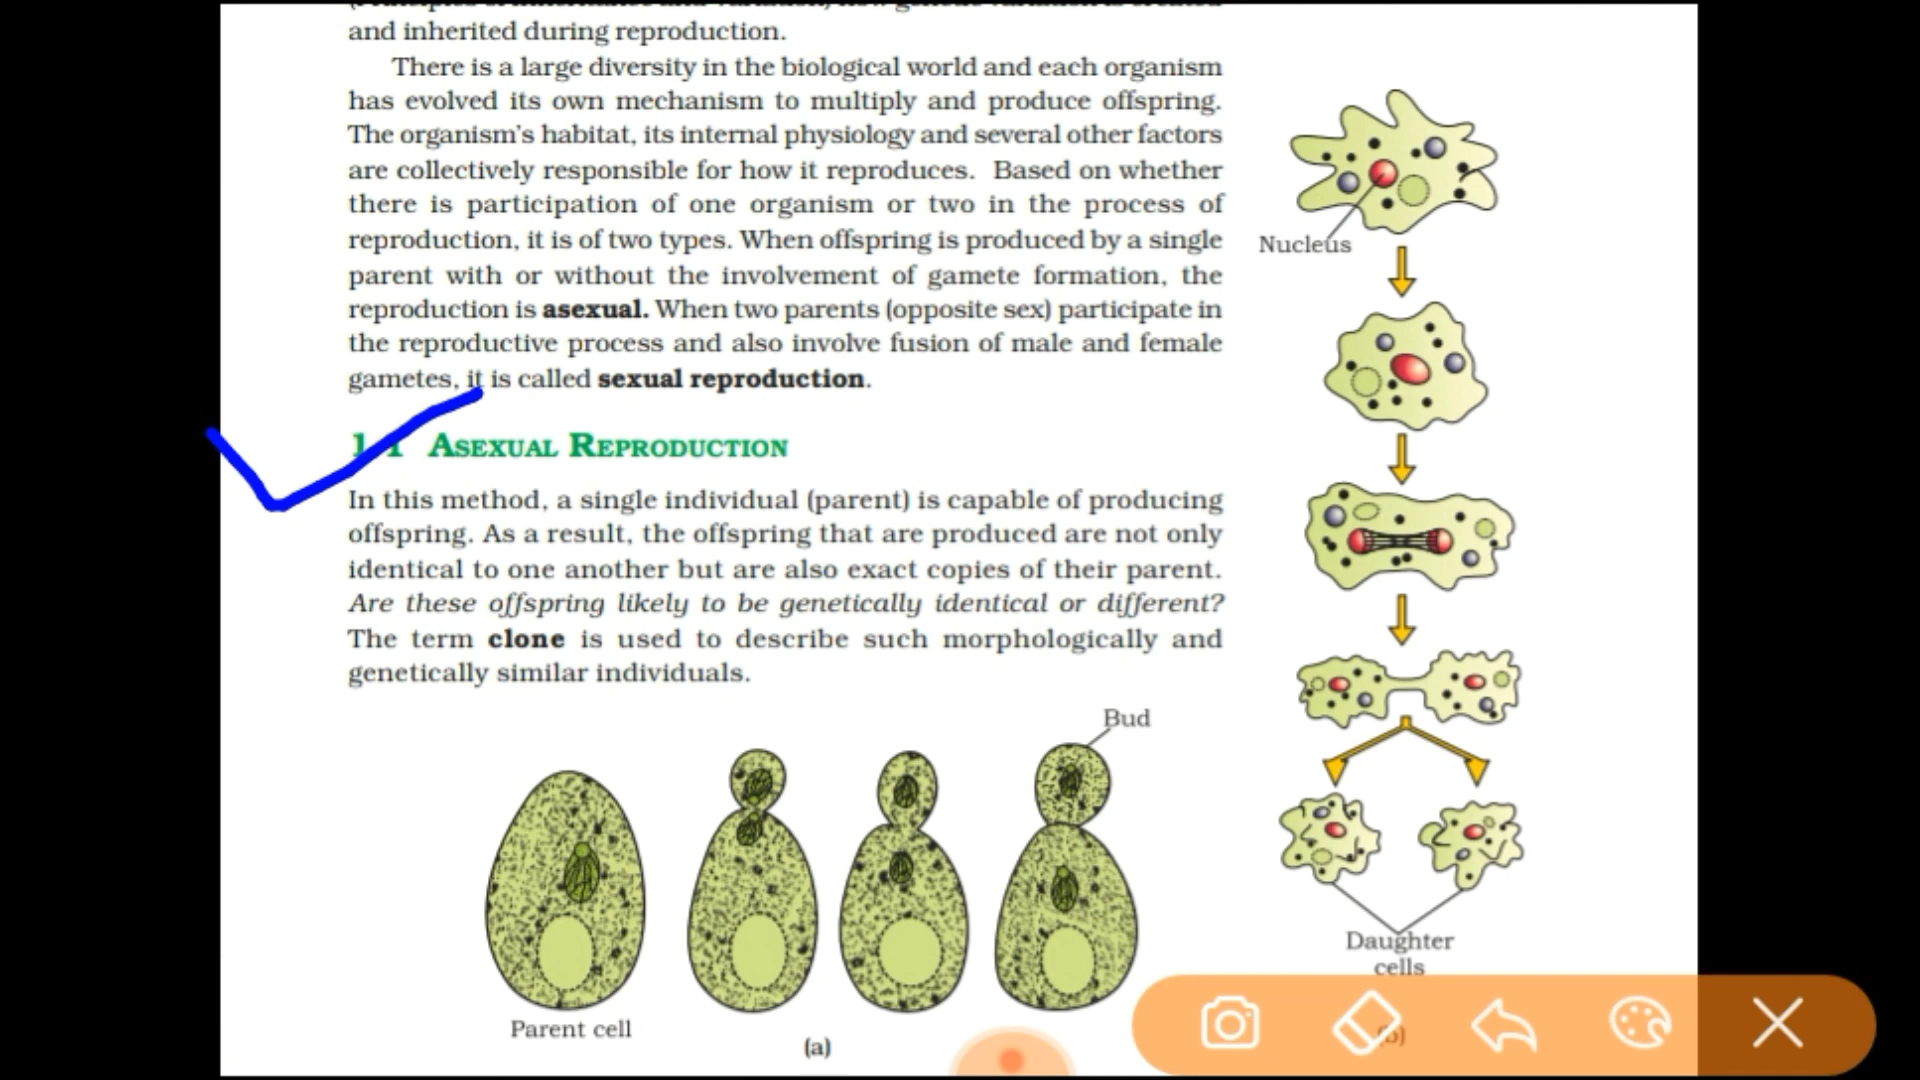 and inherited during reproduction.
There is a large diversity in the biological world and each organism
has evolved its own mechanism to multiply and produce offspring.
The organism's habitat, its internal physiology and several other factors
are collectively responsible for how it reproduces. Based on whether
there is participation of one organism or two in the process of
reproduction, it is of two types. When offspring is produced by a single
parent with or without the involvement of gamete formation, the
reproduction is asexual. When two parents (opposite sex) participate in
the reproductive process and also involve fusion of male and female
gametes, it is called sexual reproduction.
1.1 ASEXUAL REPRODUCTION
In this method, a single individual (parent) is capable of producing
offspring. As a result, the offspring that are produced are not only
identical to one another but are also exact copies of their parent.
Are these offspring likely to be genetically identical or different?
The term clone is used to describe such morphologically and
genetically similar individuals.
Bud
Parent cell
(a)
Nucleus
Daughter
cells
(b)